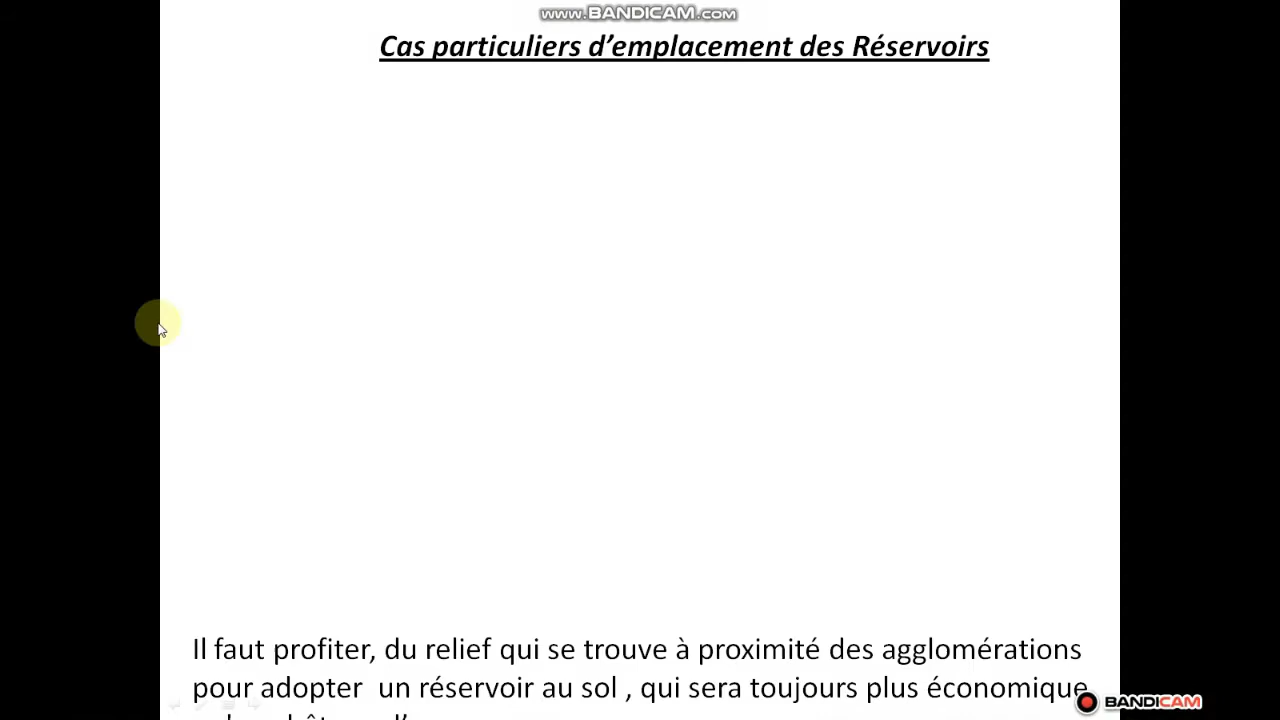 www.BANDICAM.com
Cas particuliers d’emplacement des Réservoirs
Il faut profiter, du relief qui se trouve à proximité des agglomérations
pour adopter un réservoir au sol , qui sera toujours plus économique
BANDICAM